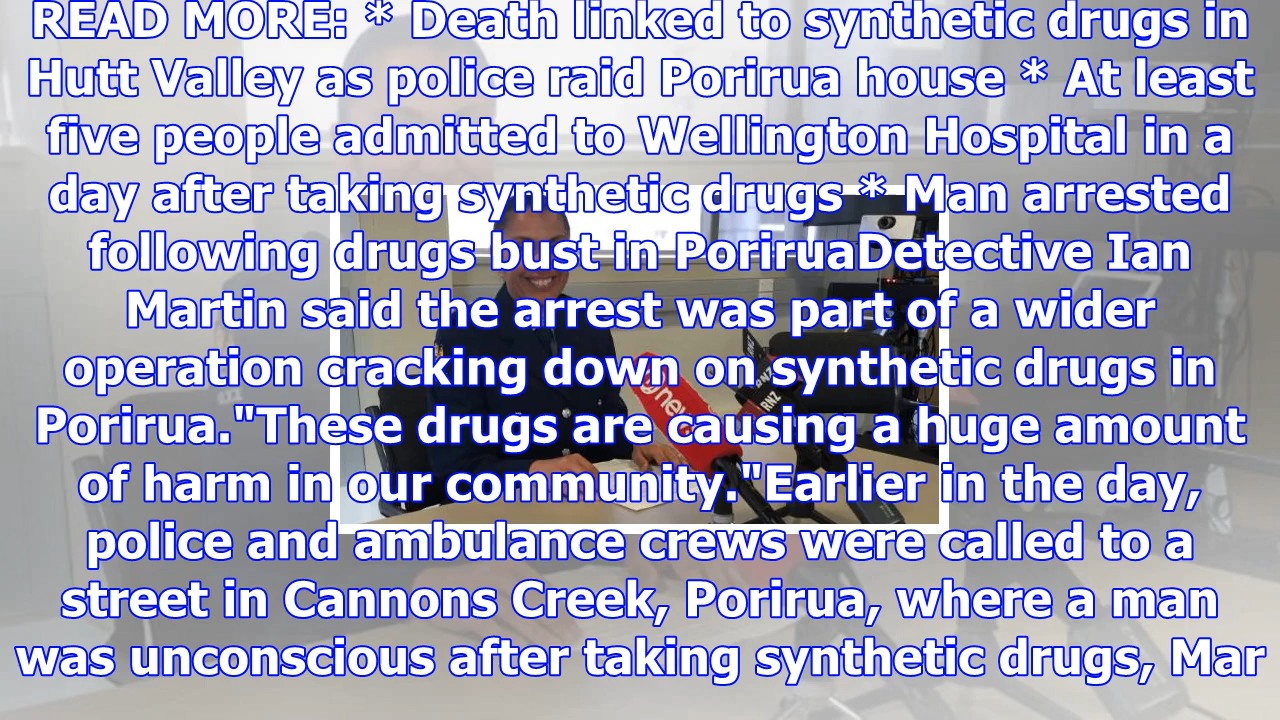 READ MORE: * Death linked to synthetic drugs in
Hutt Valley as police raid Porirua house * At least
five people admitted to Wellington Hospital in a
day after taking synthetic drugs * Man arrested
following drugs bust in PoriruaDetective Ian
Martin said the arrest was part of a wider
operation cracking down on synthetic drugs in
Porirua."These drugs are causing a huge amount
of harm in our community."Earlier in the day,
police and ambulance crews were called to a
street in Cannons Creek, Porirua, where a man
was unconscious after taking synthetic drugs, Mar
RNZ
RNZ